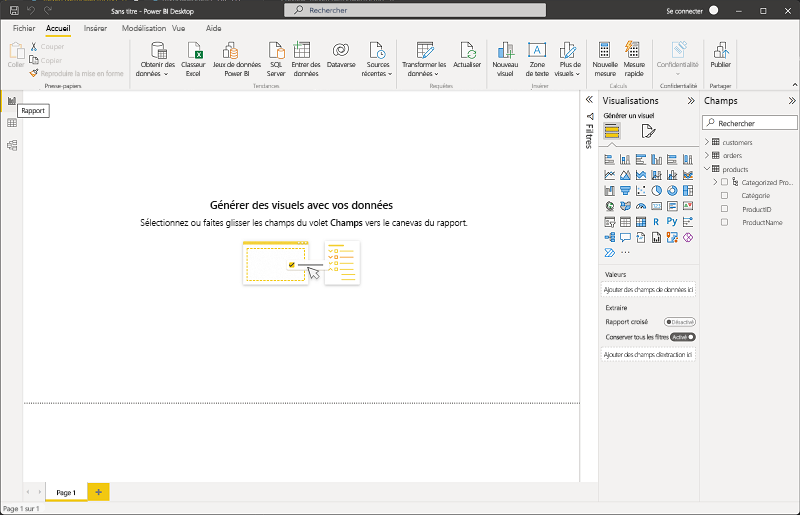 Sans titre - Power BI Desktop
Rechercher
Se connecter
Fichier Accueil Insérer Modélisation Vue Aide
Coller
Couper
Copier
Reproduire la mise en forme
Presse-papiers
Obtenir des données
Classeur Excel
Jeux de données Power BI
SQL Server
Entrer des données
Dataverse
Sources récentes
Tendances
Transformer les données
Actualiser
Requêtes
Nouveau visuel
Zone de texte
Plus de visuels
Insérer
Nouvelle mesure
Mesure rapide
Calculs
Confidentialité
Confidentialité
Publier
Partager
Rapport
Générer des visuels avec vos données
Sélectionnez ou faites glisser les champs du volet Champs vers le canevas du rapport.
Filtres
Visualisations
Générer un visuel
R Py
Valeurs
Ajouter des champs de données ici
Extraire
Rapport croisé Désactivé
Conserver tous les filtres Activé
Ajouter des champs d'extraction ici
Champs
Rechercher
customers
orders
products
Categorized Pro...
Catégorie
ProductID
ProductName
Page 1
Page 1 sur 1